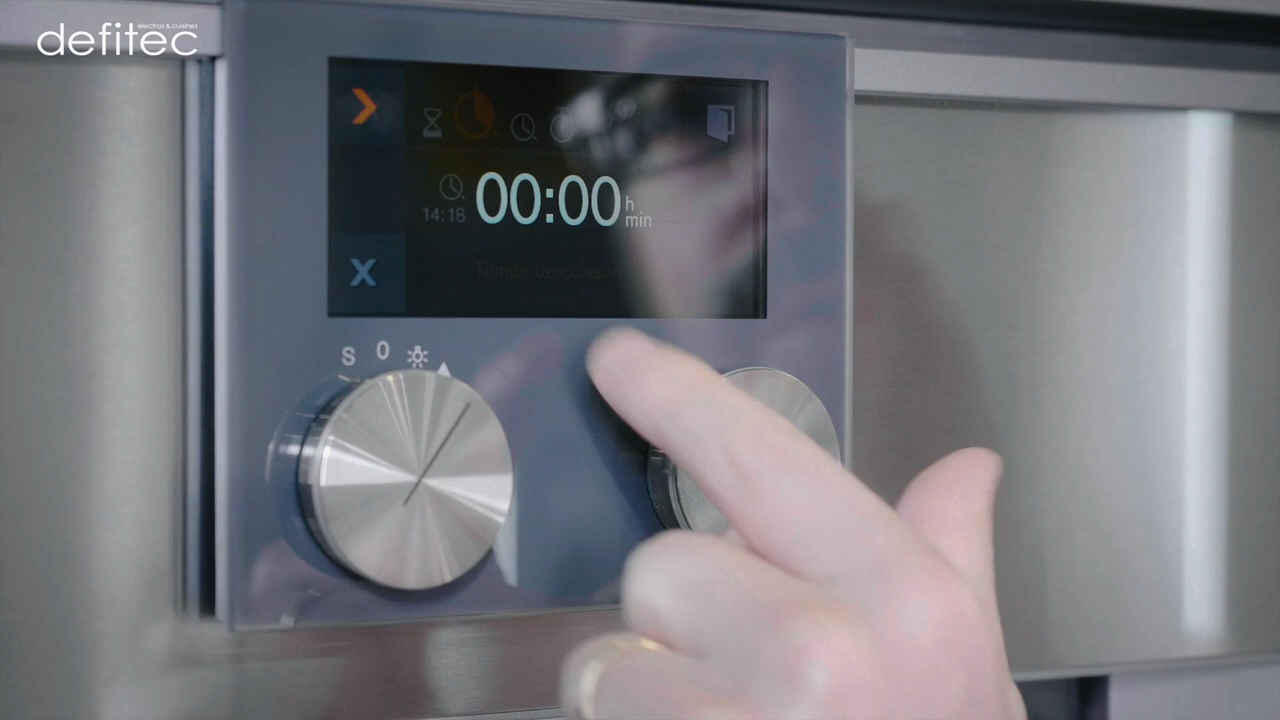 electros & cuisines
defitec
00:00 h
min
14:18
Temps de cuisson
S 0
X